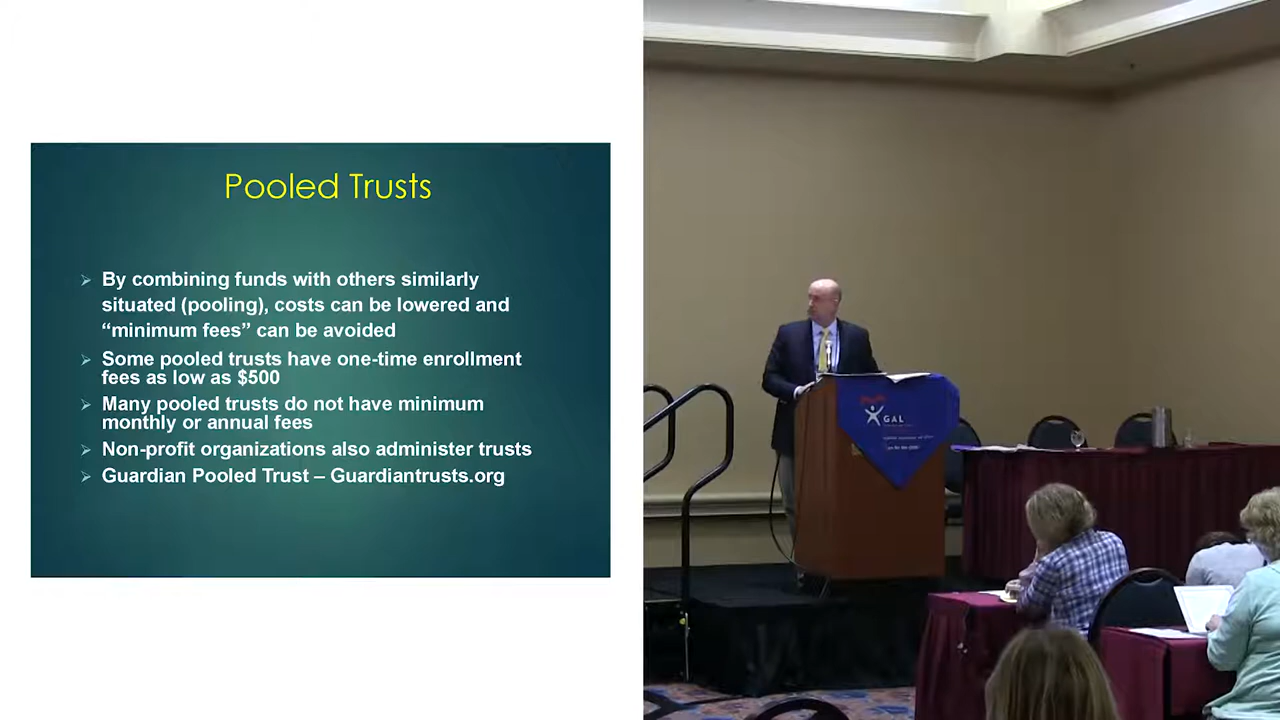 Pooled Trusts
By combining funds with others similarly
situated (pooling), costs can be lowered and
“minimum fees” can be avoided
Some pooled trusts have one-time enrollment
fees as low as $500
Many pooled trusts do not have minimum
monthly or annual fees
Non-profit organizations also administer trusts
Guardian Pooled Trust – Guardiantrusts.org
GAL